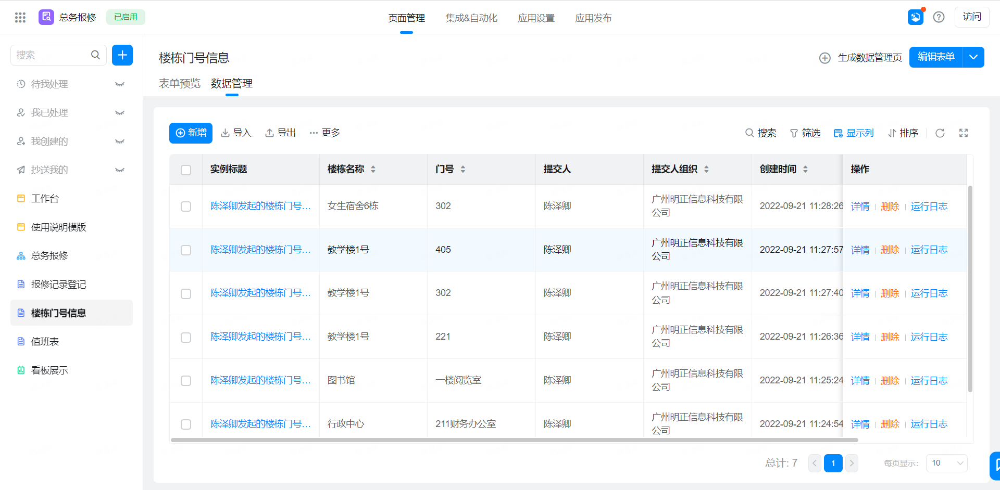 总务报修
已启用
页面管理
集成&自动化
应用设置
应用发布
访问
搜索
待我处理
我已处理
我创建的
抄送我的
工作台
使用说明模版
总务报修
报修记录登记
楼栋门号信息
值班表
看板展示
楼栋门号信息
生成数据管理页
编辑表单
表单预览
数据管理
新增
导入
导出
更多
搜索
筛选
显示列
排序
实例标题 楼栋名称 门号 提交人 提交人组织 创建时间 操作
陈泽卿发起的楼栋门号... 女生宿舍6栋 302 陈泽卿 广州明正信息科技有限
公司
2022-09-21 11:28:26 详情 删除 运行日志
陈泽卿发起的楼栋门号... 教学楼1号 405 陈泽卿 广州明正信息科技有限
公司
2022-09-21 11:27:57 详情 删除 运行日志
陈泽卿发起的楼栋门号... 教学楼1号 302 陈泽卿 广州明正信息科技有限
公司
2022-09-21 11:27:40 详情 删除 运行日志
陈泽卿发起的楼栋门号... 教学楼1号 221 陈泽卿 广州明正信息科技有限
公司
2022-09-21 11:26:36 详情 删除 运行日志
陈泽卿发起的楼栋门号... 图书馆 一楼阅览室 陈泽卿 广州明正信息科技有限
公司
2022-09-21 11:25:24 详情 删除 运行日志
陈泽卿发起的楼栋门号... 行政中心 211财务办公室 陈泽卿 广州明正信息科技有限
公司
2022-09-21 11:24:54 详情 删除 运行日志
总计: 7
1
每页显示:
10